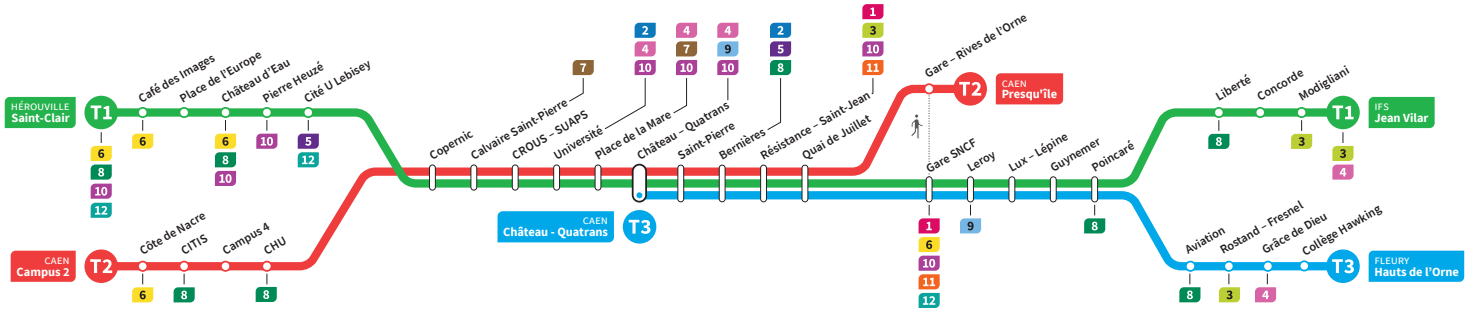 HÉROUVILLE
Saint-Clair
T1
Café des Images
Place de l'Europe
Château d'Eau
Pierre Heuzé
Cité U Lebisey
6
8
10
12
6
6
8
10
10
5
12
CAEN
Campus 2
T2
Côte de Nacre
CITIS
Campus 4
CHU
6
8
8
Copernic
Calvaire Saint-Pierre
CROUS – SUAPS
Université
Place de la Mare
Château – Quatrans
Saint-Pierre
Bernières
Résistance – Saint-Jean
Quai de Juillet
7
2
4
10
4
7
10
4
9
10
2
5
8
1
3
10
11
CAEN
Château - Quatrans
T3
Gare – Rives de l'Orne
T2
CAEN
Presqu'île
Gare SNCF
Leroy
Lux – Lépine
Guynemer
Poincaré
1
6
10
11
12
9
8
Liberté
Concorde
Modigliani
T1
IFS
Jean Vilar
8
3
3
4
Aviation
Rostand – Fresnel
Grâce de Dieu
Collège Hawking
T3
FLEURY
Hauts de l'Orne
8
3
4